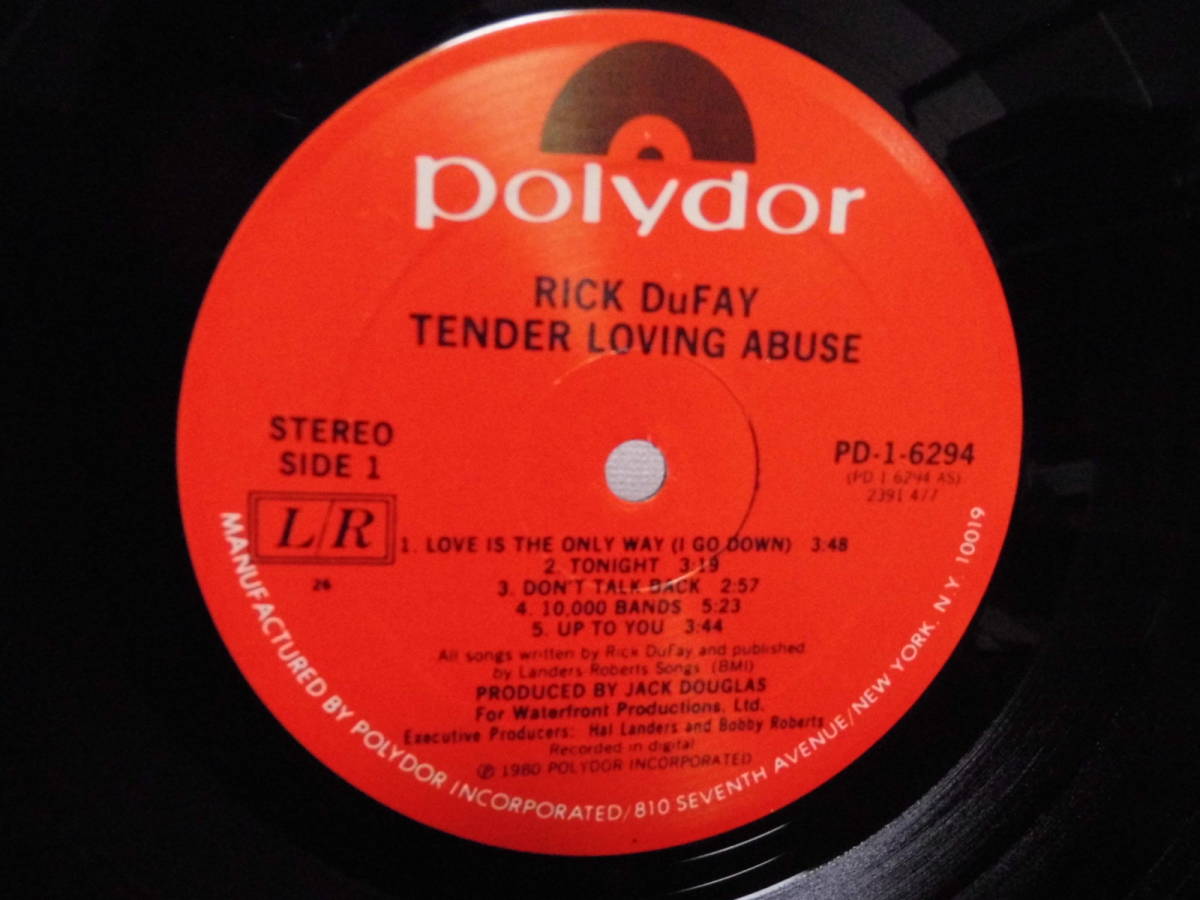 polydor
RICK DuFAY
TENDER LOVING ABUSE
STEREO
SIDE 1
L/R
26
PD-1-6294
(PD 1 6294 AS)
2391 477
1. LOVE IS THE ONLY WAY (I GO DOWN) 3:48
2. TONIGHT 3:19
3. DON'T TALK BACK 2:57
4. 10,000 BANDS 5:23
5. UP TO YOU 3:44
All songs written by Rick DuFay and published
by Landers-Roberts Songs (BMI)
PRODUCED BY JACK DOUGLAS
For Waterfront Productions, Ltd.
Executive Producers: Hal Landers and Bobby Roberts
Recorded in digital
℗ 1980 POLYDOR INCORPORATED
MANUFACTURED BY POLYDOR INCORPORATED/810 SEVENTH AVENUE/NEW YORK, N.Y. 10019